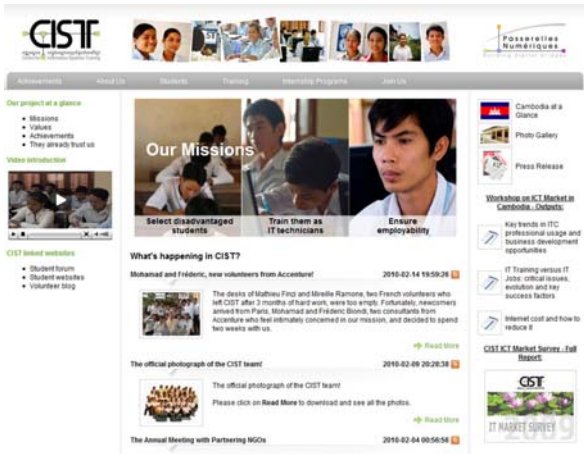 CIST
Center for Information Systems Training
Passerelles
Numériques
Building digital bridges
Achievements About Us Students Training Internship Programs Join Us
Our project at a glance
Missions
Values
Achievements
They already trust us
Video introduction
CIST linked websites
Student forum
Student websites
Volunteer blog
Our Missions
Select disadvantaged
students
Train them as
IT technicians
Ensure
employability
What's happening in CIST?
Mohamad and Fréderic, new volunteers from Accenture! 2010-02-14 19:59:26
The desks of Mathieu Finzi and Mireille Ramone, two French volunteers who
left CIST after 3 months of hard work, were too empty. Fortunately, newcomers
arrived from Paris, Mohamad and Fréderic Biondi, two consultants from
Accenture who feel intimately concerned in our mission, and decided to spend
two weeks with us.
Read More
The official photograph of the CIST team! 2010-02-09 20:28:38
The official photograph of the CIST team!
Please click on Read More to download and see all the photos.
Read More
The Annual Meeting with Partnering NGOs 2010-02-04 00:56:56
Cambodia at a
Glance
Photo Gallery
Press Release
Workshop on ICT Market in
Cambodia - Outputs:
Key trends in ITC
professional usage and
business development
opportunities
IT Training versus IT
Jobs: critical issues,
evolution and key
success factors
Internet cost and how to
reduce it
CIST ICT Market Survey - Full
Report:
CIST
IT MARKET SURVEY
2009